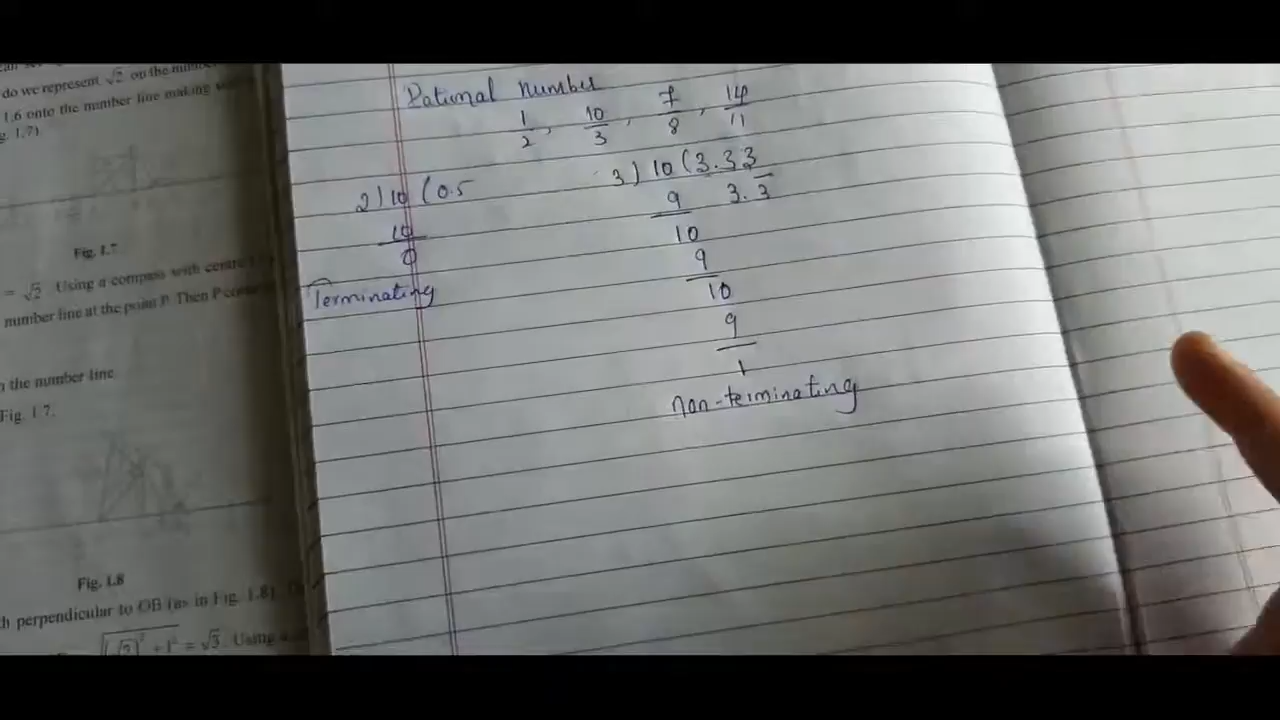 do we represent √2 on the number
1.6 onto the number line making
g. 1.7)
Fig. 1.7
= √2. Using a compass with centre
number line at the point P. Then P
n the number line
Fig. 1.7.
Fig. 1.8
h perpendicular to OB (as in Fig. 1.8).
√(√2)² + 1² = √3. Using
Rational Number
1/2, 10/3, 7/8, 14/11
2)10(0.5
10
0
Terminating
3)10(3.33
9 3.3̅
10
9
10
9
1
non-terminating